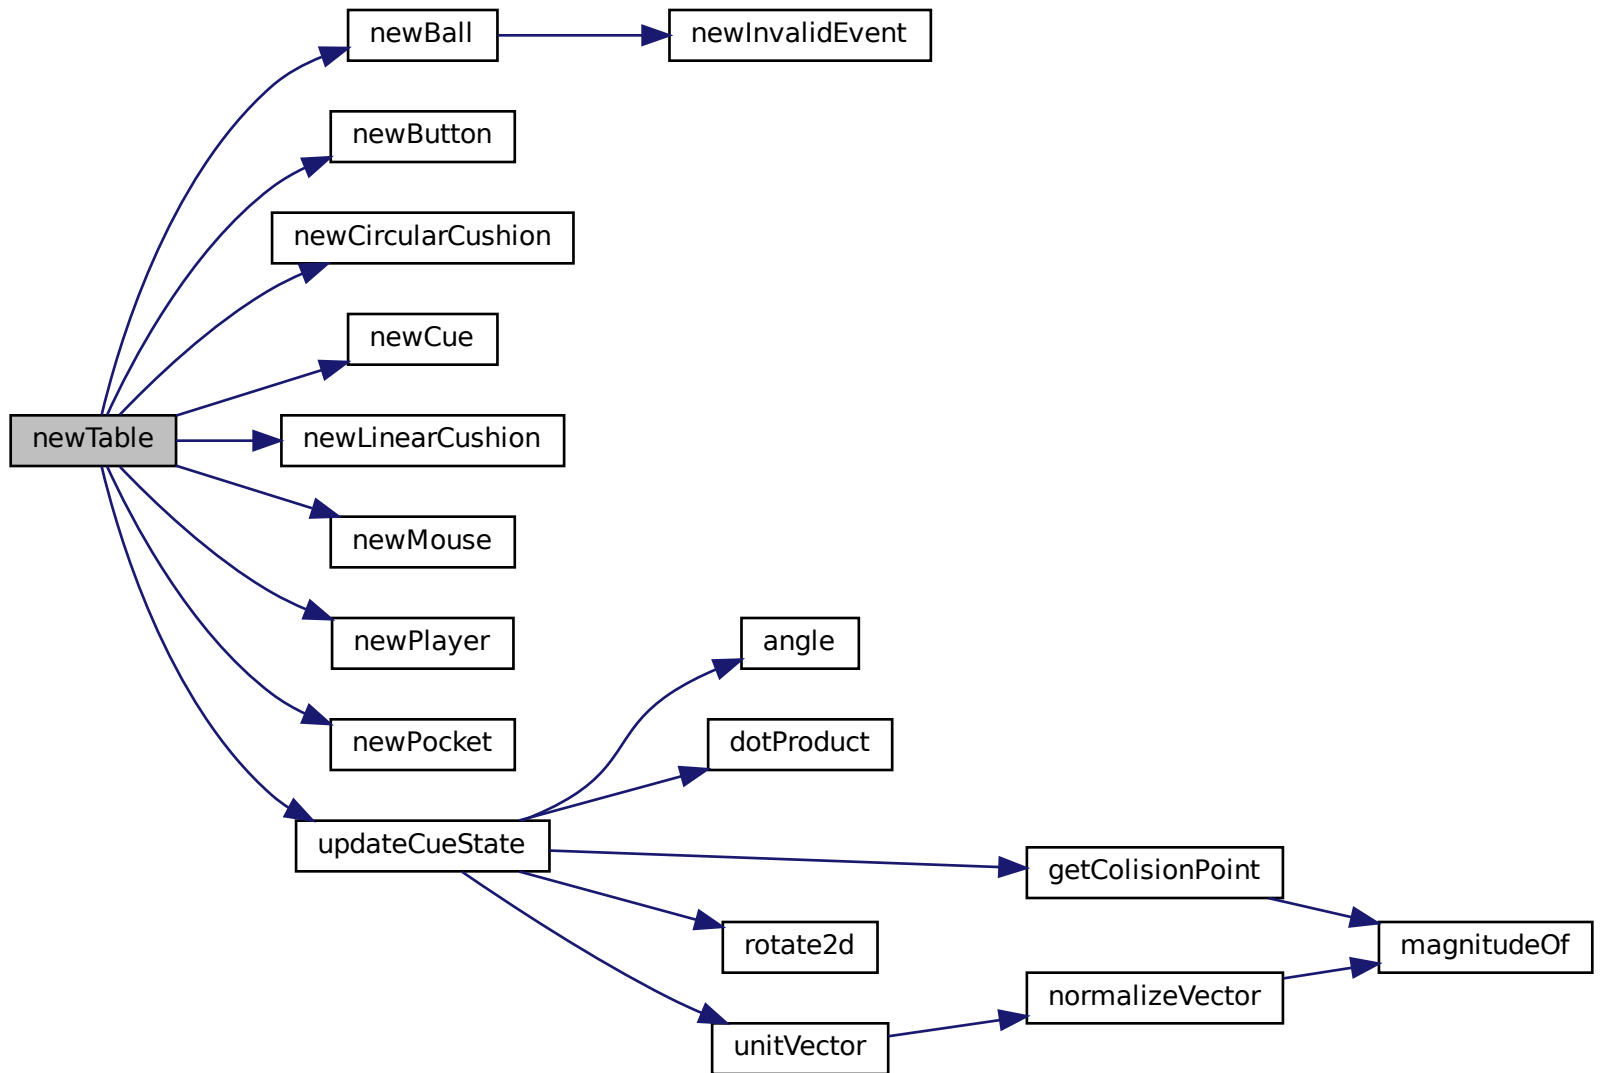 newBall
newInvalidEvent
newButton
newCircularCushion
newCue
newTable
newLinearCushion
newMouse
newPlayer
angle
newPocket
dotProduct
updateCueState
getColisionPoint
rotate2d
magnitudeOf
normalizeVector
unitVector